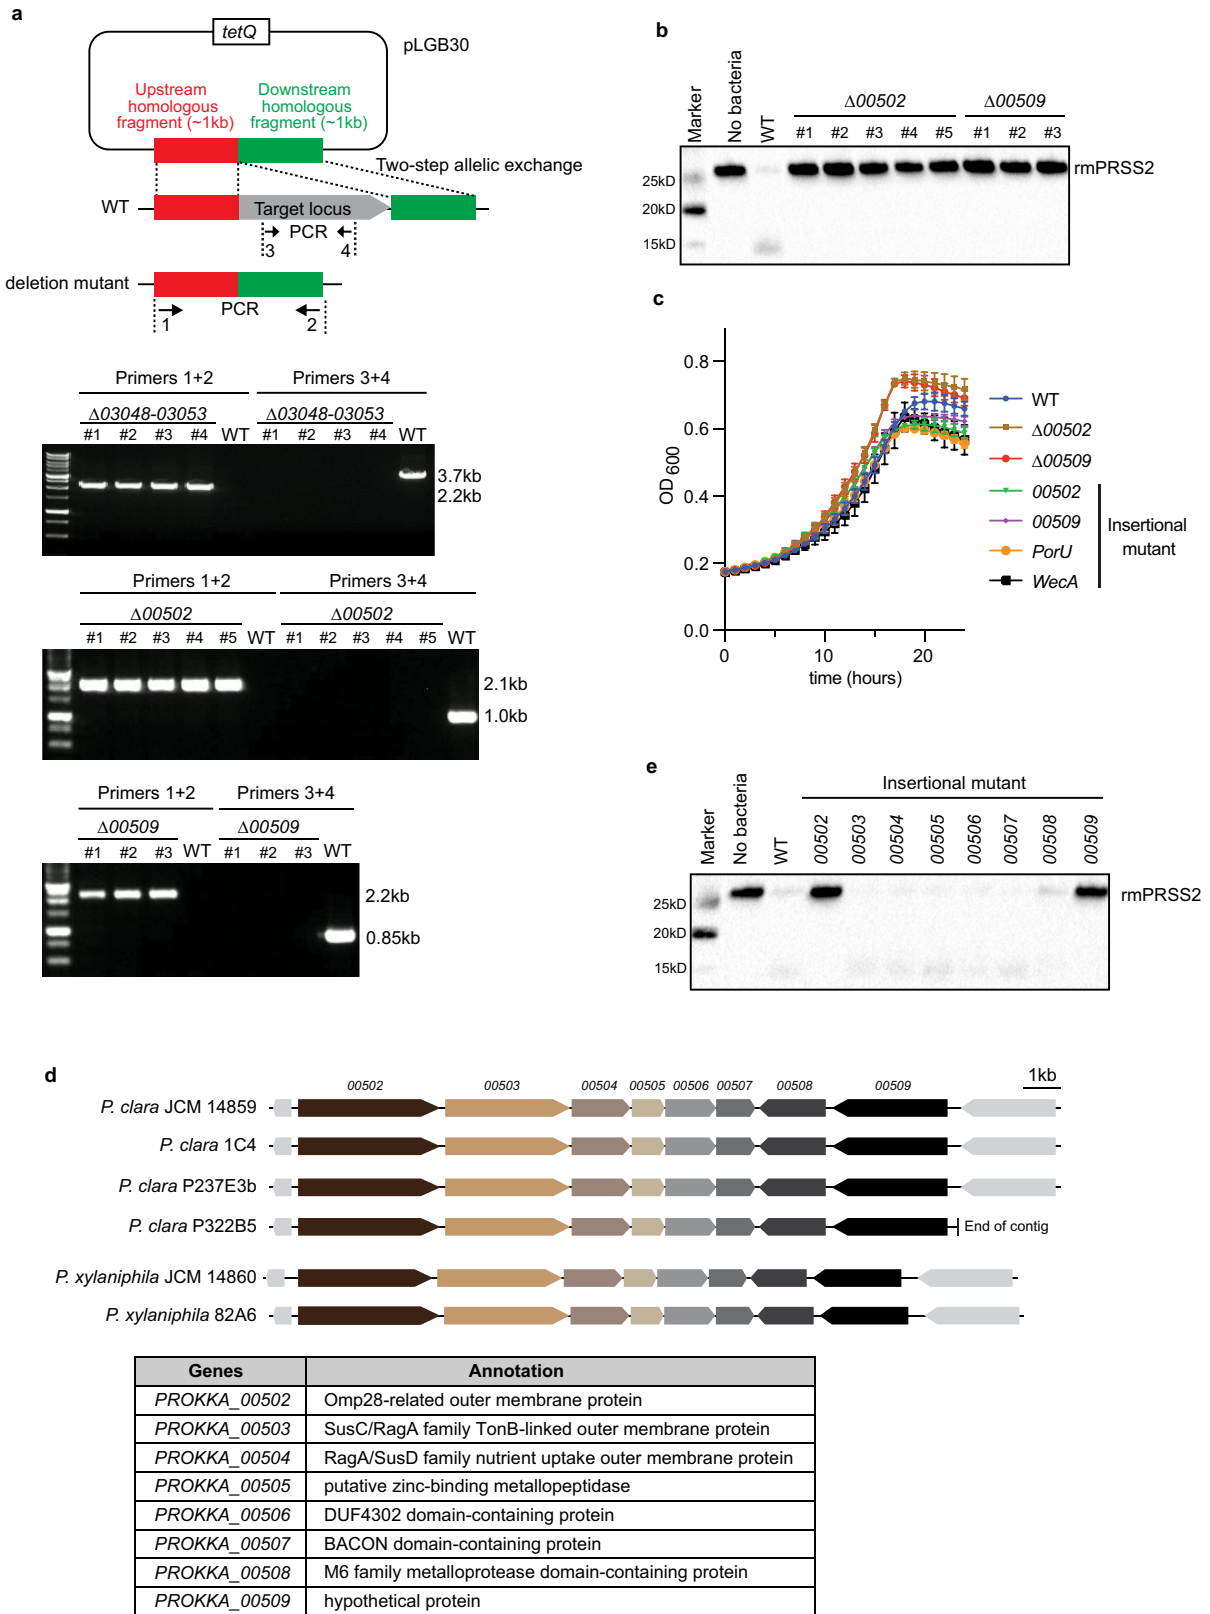 a
tetQ
pLGB30
Upstream
homologous
fragment (~1kb)
Downstream
homologous
fragment (~1kb)
Two-step allelic exchange
WT
Target locus
PCR
3
4
deletion mutant
PCR
1
2
Primers 1+2
Primers 3+4
Δ03048-03053
Δ03048-03053
#1 #2 #3 #4 WT #1 #2 #3 #4 WT
3.7kb
2.2kb
Primers 1+2
Primers 3+4
Δ00502
Δ00502
#1 #2 #3 #4 #5 WT #1 #2 #3 #4 #5 WT
2.1kb
1.0kb
Primers 1+2
Primers 3+4
Δ00509
Δ00509
#1 #2 #3 WT #1 #2 #3 WT
2.2kb
0.85kb
b
Marker
No bacteria
WT
Δ00502
Δ00509
#1 #2 #3 #4 #5 #1 #2 #3
25kD
20kD
15kD
rmPRSS2
c
OD600
0.8
0.6
0.4
0.2
0.0
0 10 20
time (hours)
WT
Δ00502
Δ00509
00502
00509
PorU
WecA
Insertional
mutant
e
Marker
No bacteria
WT
Insertional mutant
00502
00503
00504
00505
00506
00507
00508
00509
25kD
20kD
15kD
rmPRSS2
d
00502 00503 00504 00505 00506 00507 00508 00509
1kb
P. clara JCM 14859
P. clara 1C4
P. clara P237E3b
P. clara P322B5
End of contig
P. xylaniphila JCM 14860
P. xylaniphila 82A6
Genes Annotation
PROKKA_00502 Omp28-related outer membrane protein
PROKKA_00503 SusC/RagA family TonB-linked outer membrane protein
PROKKA_00504 RagA/SusD family nutrient uptake outer membrane protein
PROKKA_00505 putative zinc-binding metallopeptidase
PROKKA_00506 DUF4302 domain-containing protein
PROKKA_00507 BACON domain-containing protein
PROKKA_00508 M6 family metalloprotease domain-containing protein
PROKKA_00509 hypothetical protein